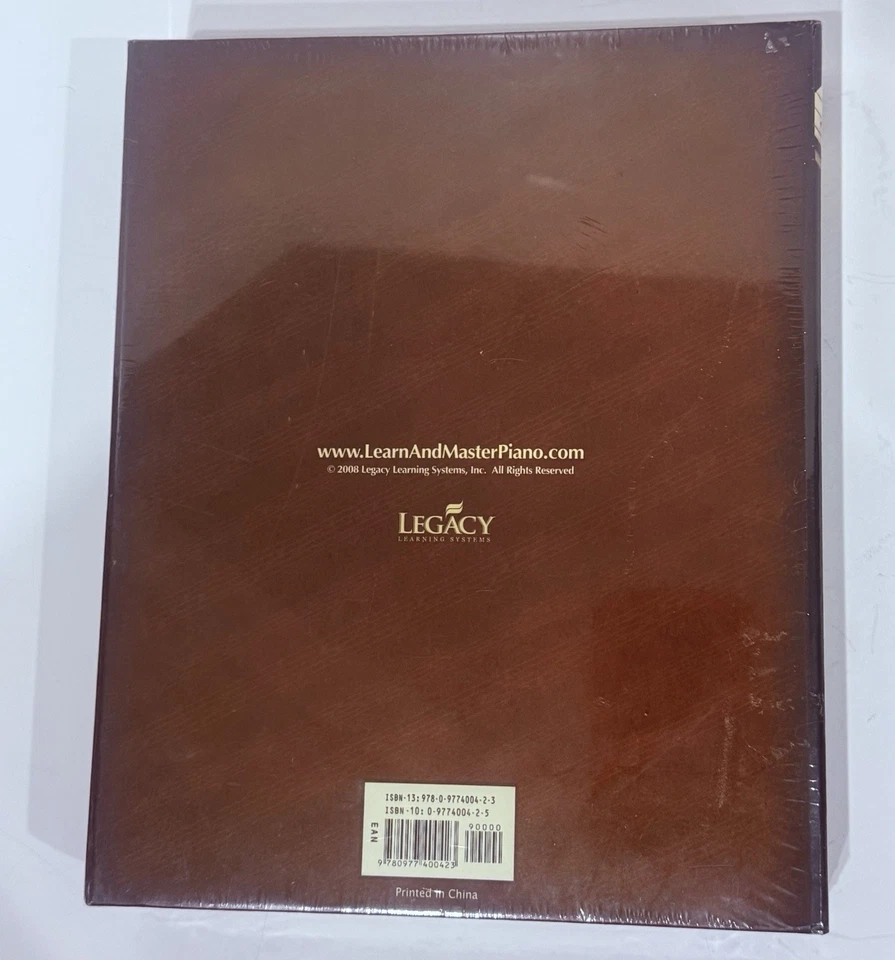 www.LearnAndMasterPiano.com
© 2008 Legacy Learning Systems, Inc. All Rights Reserved
LEGACY
LEARNING SYSTEMS
ISBN-13: 978-0-9774004-2-3
ISBN-10: 0-9774004-2-5
90000
EAN
9 780977 400423
Printed in China